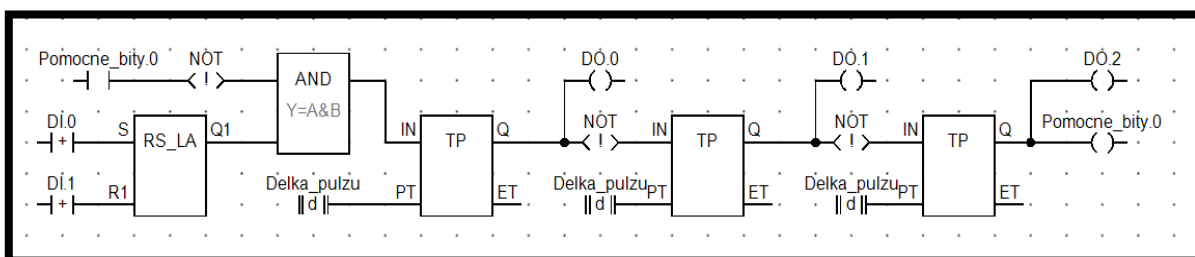 Pomocne_bity.0 NOT DO.0 DO.1 DO.2
! AND
Y=A&B
DI.0 S Q1 IN Q NOT IN Q NOT IN Q Pomocne_bity.0
+ RS_LA TP ! TP ! TP
DI.1 Delka_pulzu Delka_pulzu Delka_pulzu
+ R1 d PT ET d PT ET d PT ET